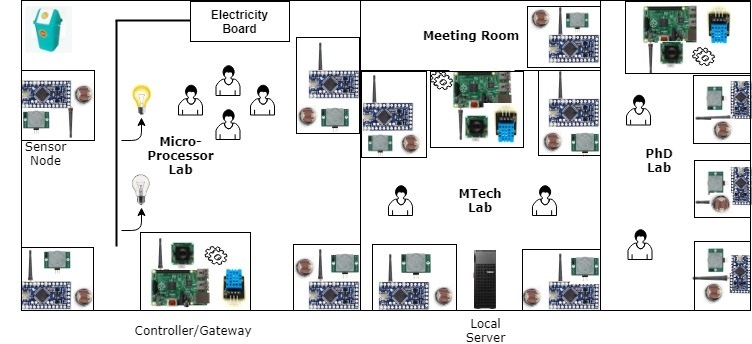 Electricity
Board
Meeting Room
Sensor
Node
Micro-
Processor
Lab
PhD
Lab
MTech
Lab
Controller/Gateway
Local
Server